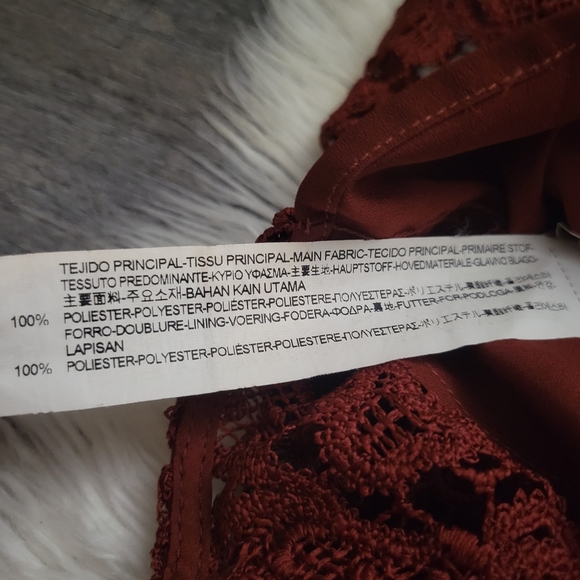 TEJIDO PRINCIPAL-TISSU PRINCIPAL-MAIN FABRIC-TECIDO PRINCIPAL-PRIMAIRE STOF-
TESSUTO PREDOMINANTE-ΚΥΡΙΟ ΥΦΑΣΜΑ-主要生地-HAUPTSTOFF-HOVEDMATERIALE-GLAVNO BLAGO-
主要面料-주요소재-BAHAN KAIN UTAMA
100% POLIESTER-POLYESTER-POLIÉSTER-POLIESTERE-ΠΟΛΥΕΣΤΕΡΑΣ-ポリエステル-
FORRO-DOUBLURE-LINING-VOERING-FODERA-ΦΟΔΡΑ-裏地-FUTTER-FOR-PODLOGA-
LAPISAN
100% POLIESTER-POLYESTER-POLIÉSTER-POLIESTERE-ΠΟΛΥΕΣΤΕΡΑΣ-ポリエステル-